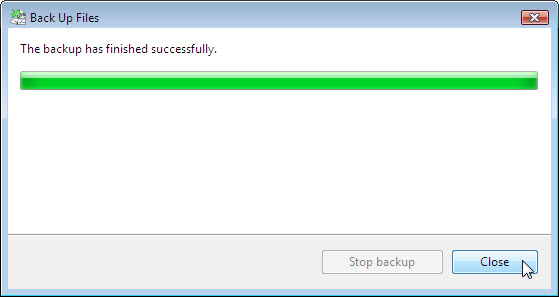 Back Up Files
The backup has finished successfully.
Stop backup
Close